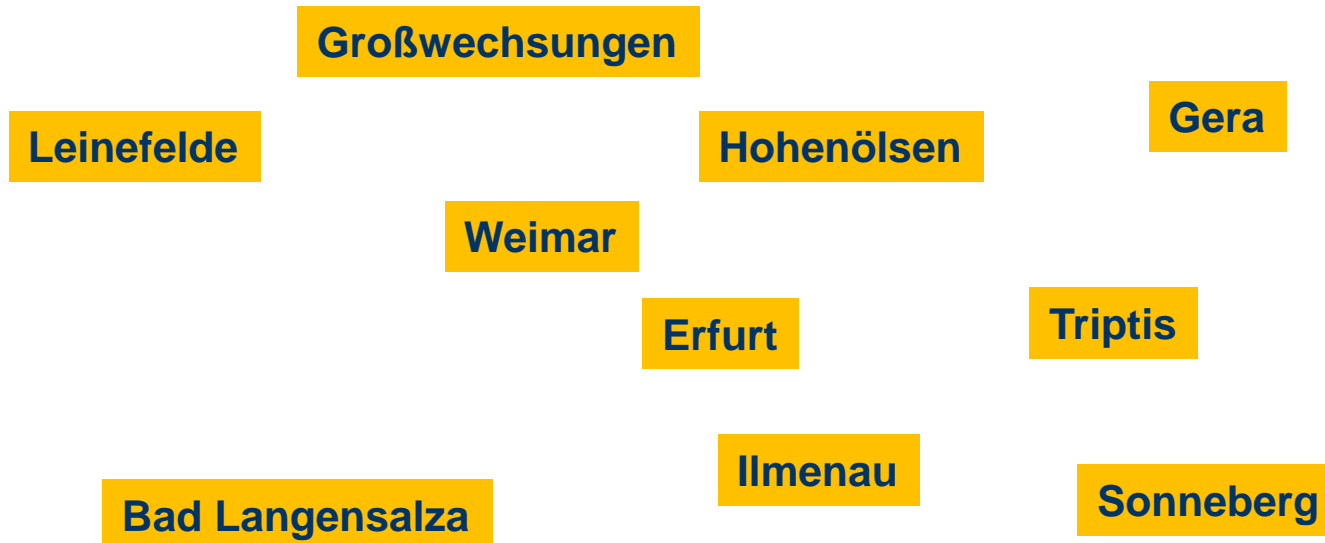 Großwechsungen
Gera
Leinefelde
Hohenölsen
Weimar
Triptis
Erfurt
Ilmenau
Sonneberg
Bad Langensalza